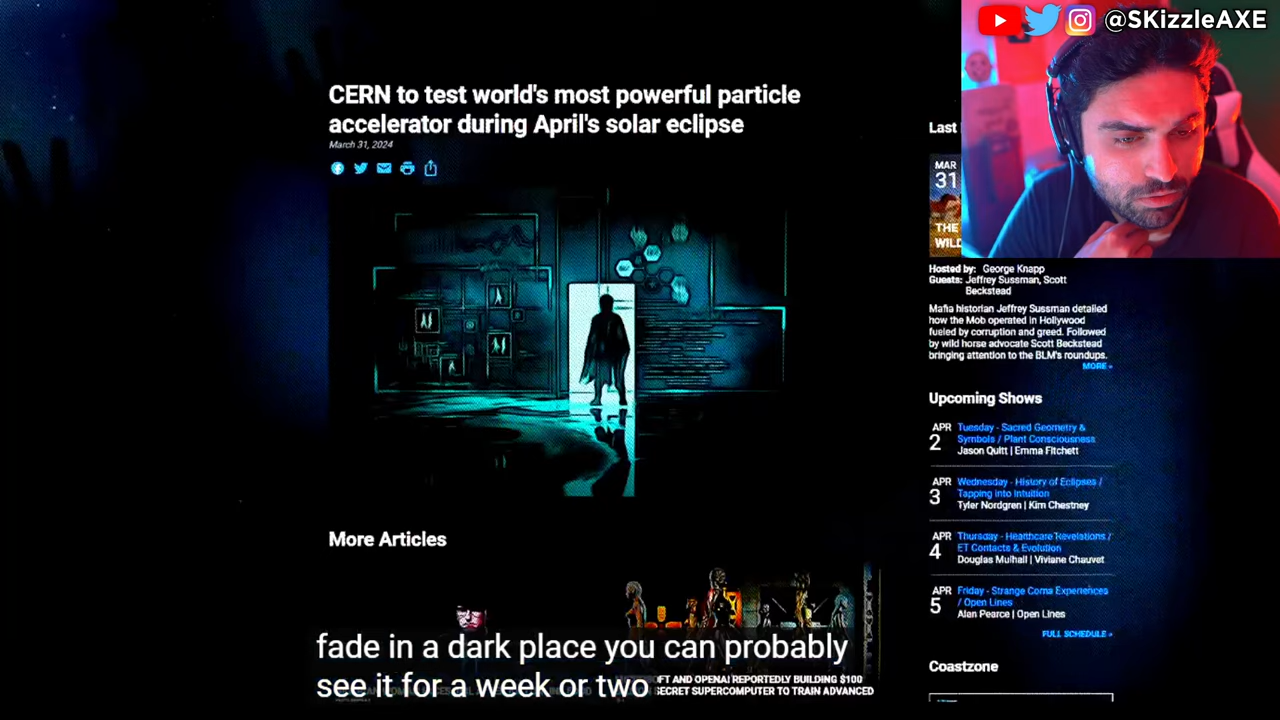 @SKizzleAXE
CERN to test world's most powerful particle
accelerator during April's solar eclipse
March 31, 2024
Last
MAR
31
THE
WILD
Hosted by: George Knapp
Guests: Jeffrey Sussman, Scott
Beckstead
Mafia historian Jeffrey Sussman detailed
how the Mob operated in Hollywood
fueled by corruption and greed. Followed
by wild horse advocate Scott Beckstead
bringing attention to the BLM's roundups.
MORE »
Upcoming Shows
APR
2
Tuesday - Sacred Geometry &
Symbols / Plant Consciousness
Jason Quitt | Emma Fitchett
APR
3
Wednesday - History of Eclipses /
Tapping into Intuition
Tyler Nordgren | Kim Chestney
APR
4
Thursday - Healthcare Revelations /
ET Contacts & Evolution
Douglas Mulhall | Viviane Chauvet
APR
5
Friday - Strange Coma Experiences
/ Open Lines
Alan Pearce | Open Lines
FULL SCHEDULE »
Coastzone
More Articles
AND OPENAI REPORTEDLY BUILDING $100
SECRET SUPERCOMPUTER TO TRAIN ADVANCED
fade in a dark place you can probably
see it for a week or two